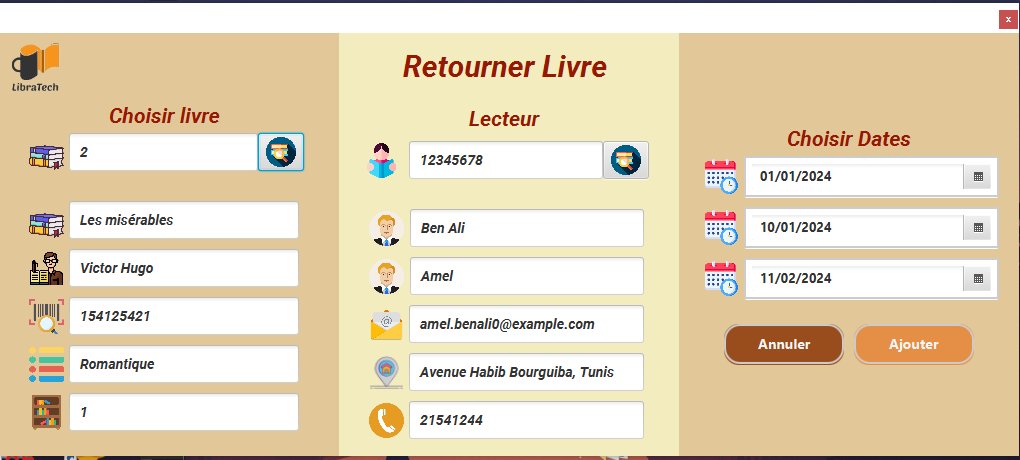 x
LibraTech
Retourner Livre
Choisir livre
2
Les misérables
Victor Hugo
154125421
Romantique
1
Lecteur
12345678
Ben Ali
Amel
amel.benali0@example.com
Avenue Habib Bourguiba, Tunis
21541244
Choisir Dates
01/01/2024
10/01/2024
11/02/2024
Annuler
Ajouter